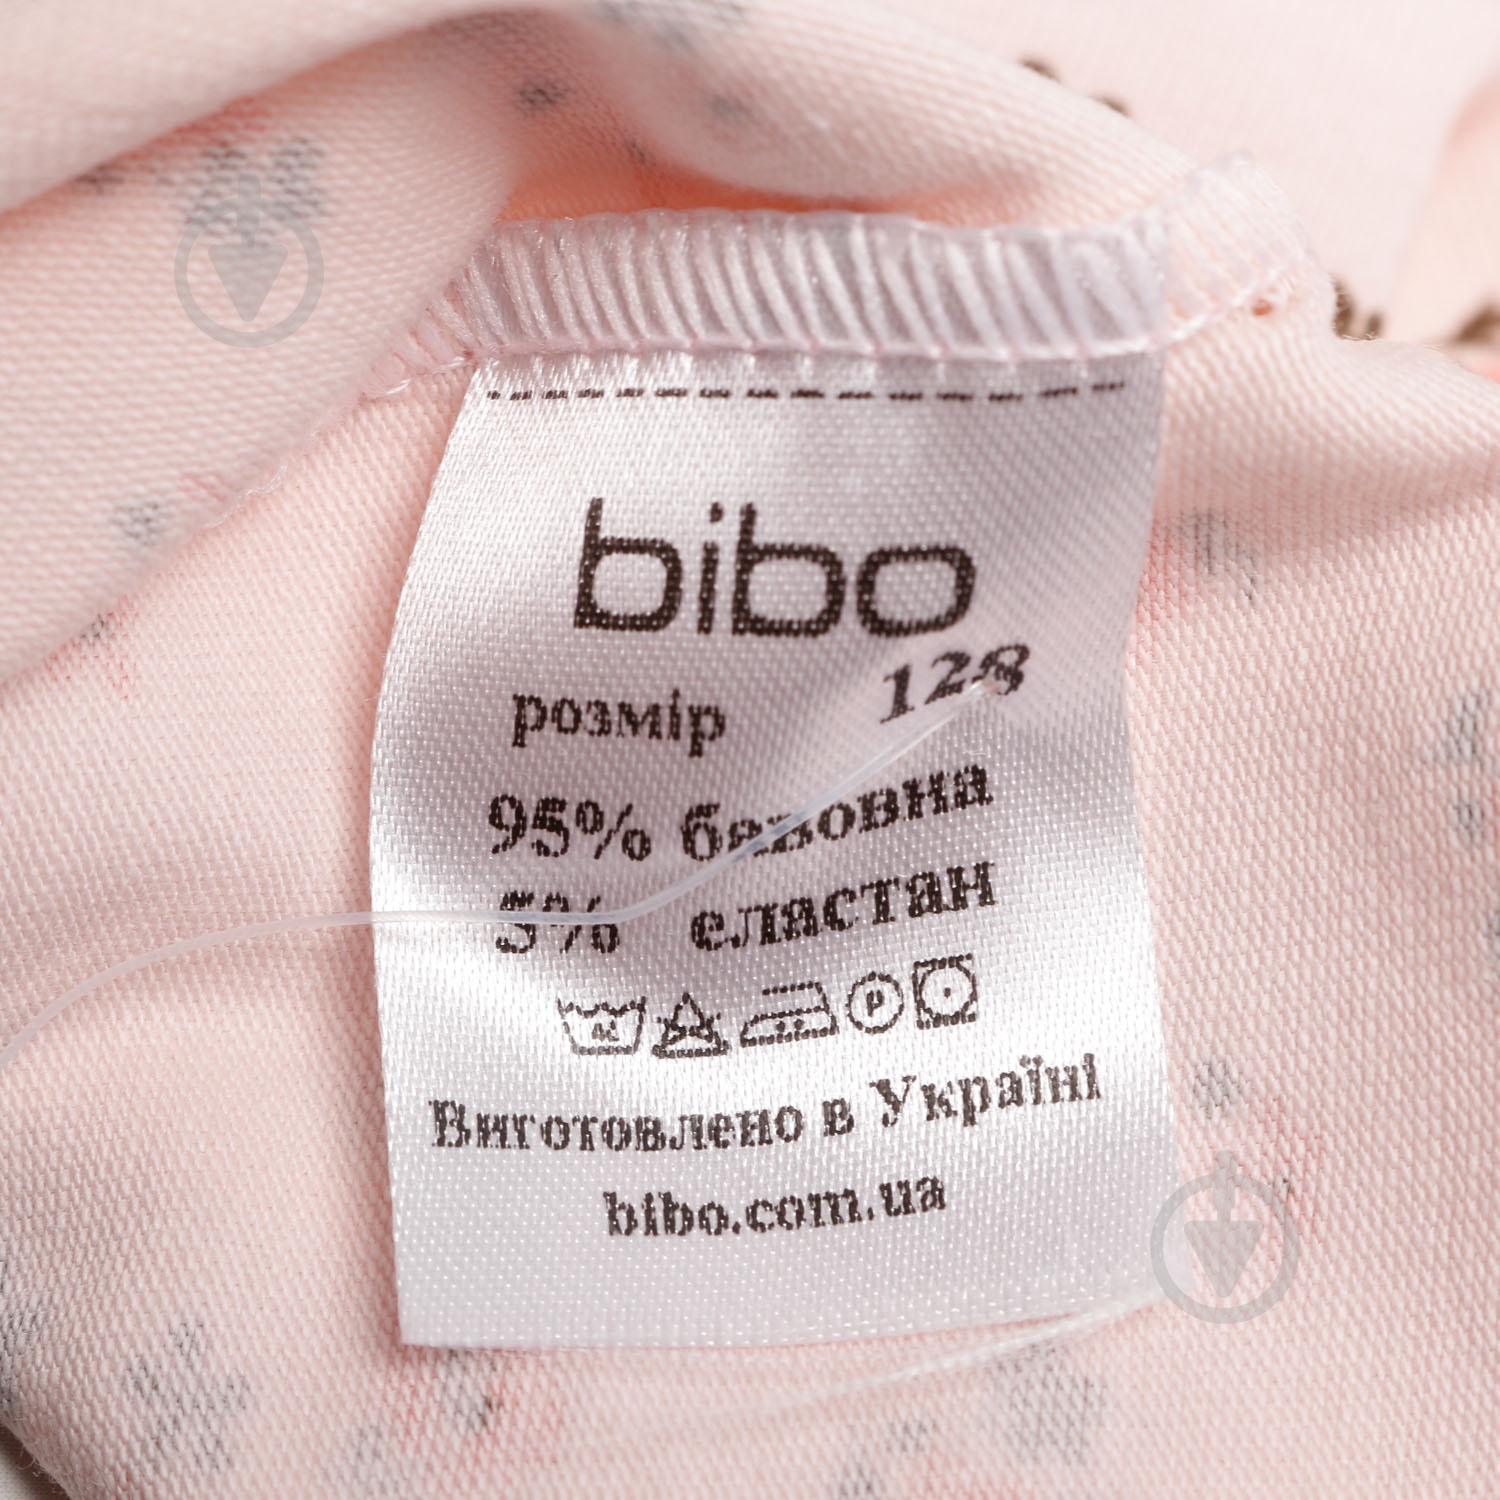 bibo
розмір 128
95% бавовна
5% еластан
P
Виготовлено в Україні
bibo.com.ua